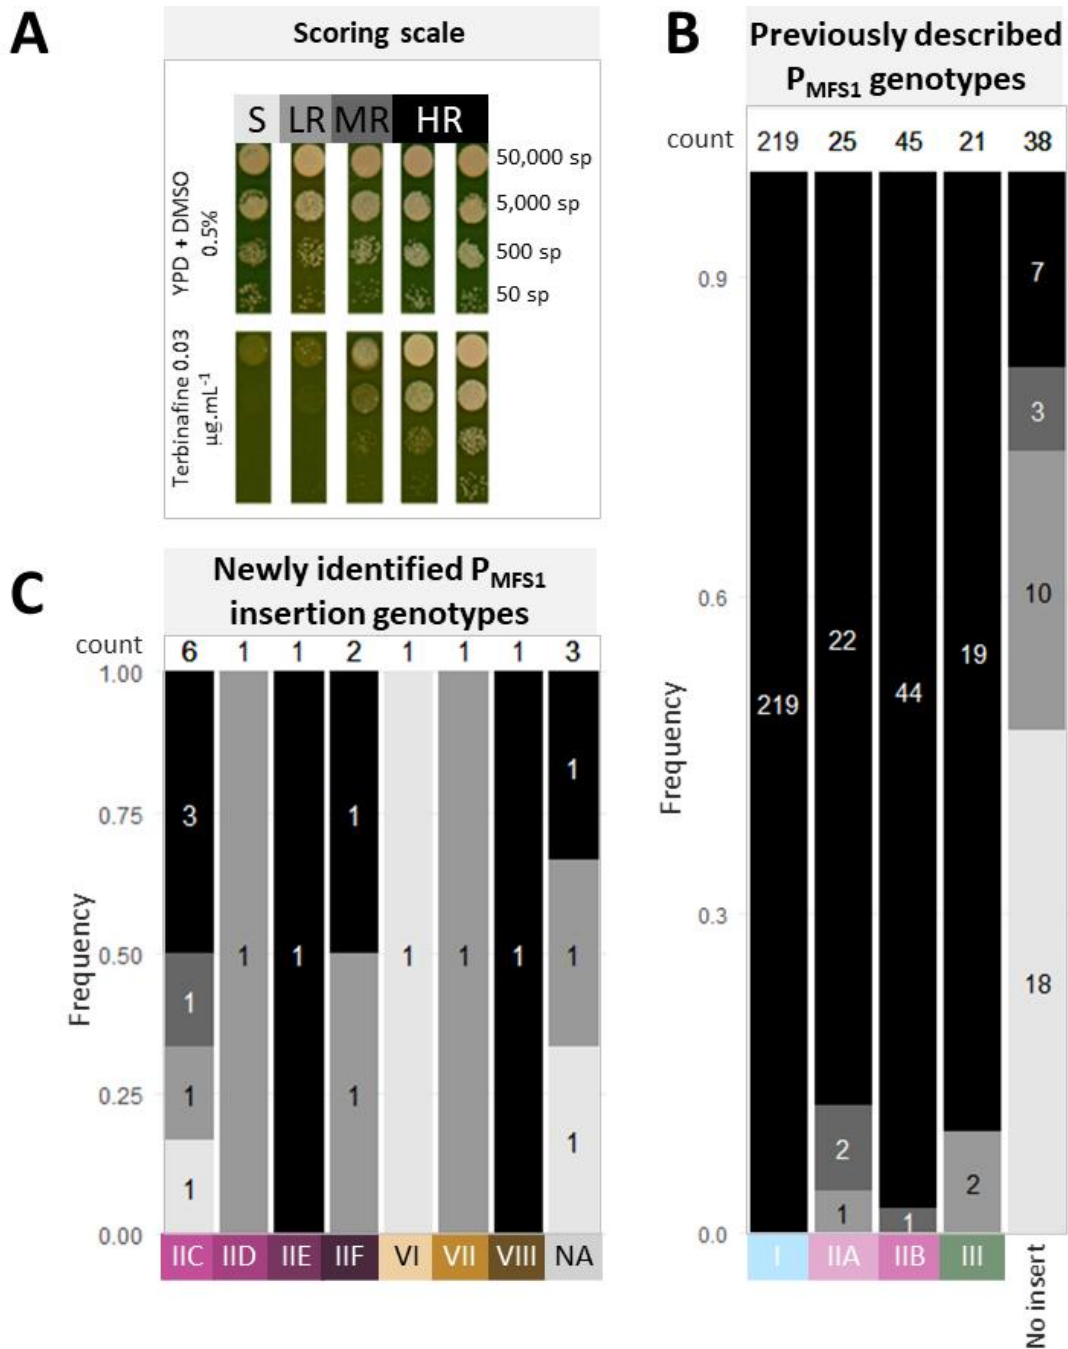 A
Scoring scale
S LR MR HR
YPD + DMSO
0.5%
50,000 sp
5,000 sp
500 sp
50 sp
Terbinafine 0.03
µg.mL-1
B
Previously described
PMFS1 genotypes
count 219 25 45 21 38
0.9
0.6
0.3
0.0
Frequency
219
22
2
1
44
1
19
2
7
3
10
18
I IIA IIB III No insert
C
Newly identified PMFS1
insertion genotypes
count 6 1 1 2 1 1 1 3
1.00
0.75
0.50
0.25
0.00
Frequency
3
1
1
1
1
1
1
1
1
1
1
1
1
1
IIC IID IIE IIF VI VII VIII NA